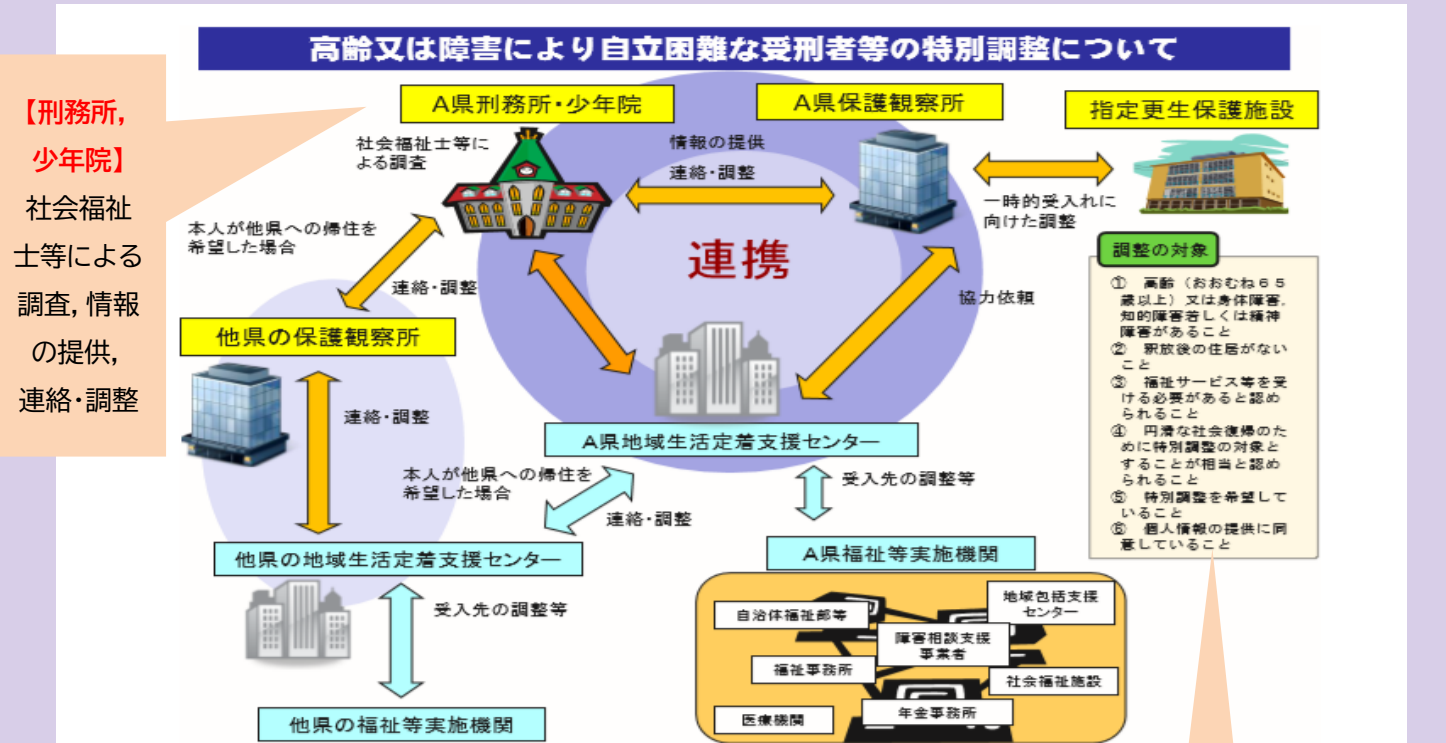 高齢又は障害により自立困難な受刑者等の特別調整について
【刑務所,
少年院】
社会福祉
士等による
調査,情報
の提供,
連絡・調整
A県刑務所・少年院
A県保護観察所
指定更生保護施設
社会福祉士等に
よる調査
情報の提供
連絡・調整
一時的受入れに
向けた調整
本人が他県への帰住を
希望した場合
連絡・調整
連携
協力依頼
調整の対象
① 高齢(おおむね65
歳以上)又は身体障害,
知的障害若しくは精神
障害があること
② 釈放後の住居がない
こと
③ 福祉サービス等を受
ける必要があると認め
られること
④ 円滑な社会復帰のた
めに特別調整の対象と
することが相当と認め
られること
⑤ 特別調整を希望して
いること
⑥ 個人情報の提供に同
意していること
他県の保護観察所
連絡・調整
A県地域生活定着支援センター
本人が他県への帰住を
希望した場合
連絡・調整
受入先の調整等
他県の地域生活定着支援センター
A県福祉等実施機関
受入先の調整等
自治体福祉部等
地域包括支援
センター
障害相談支援
事業者
福祉事務所
社会福祉施設
年金事務所
医療機関
他県の福祉等実施機関